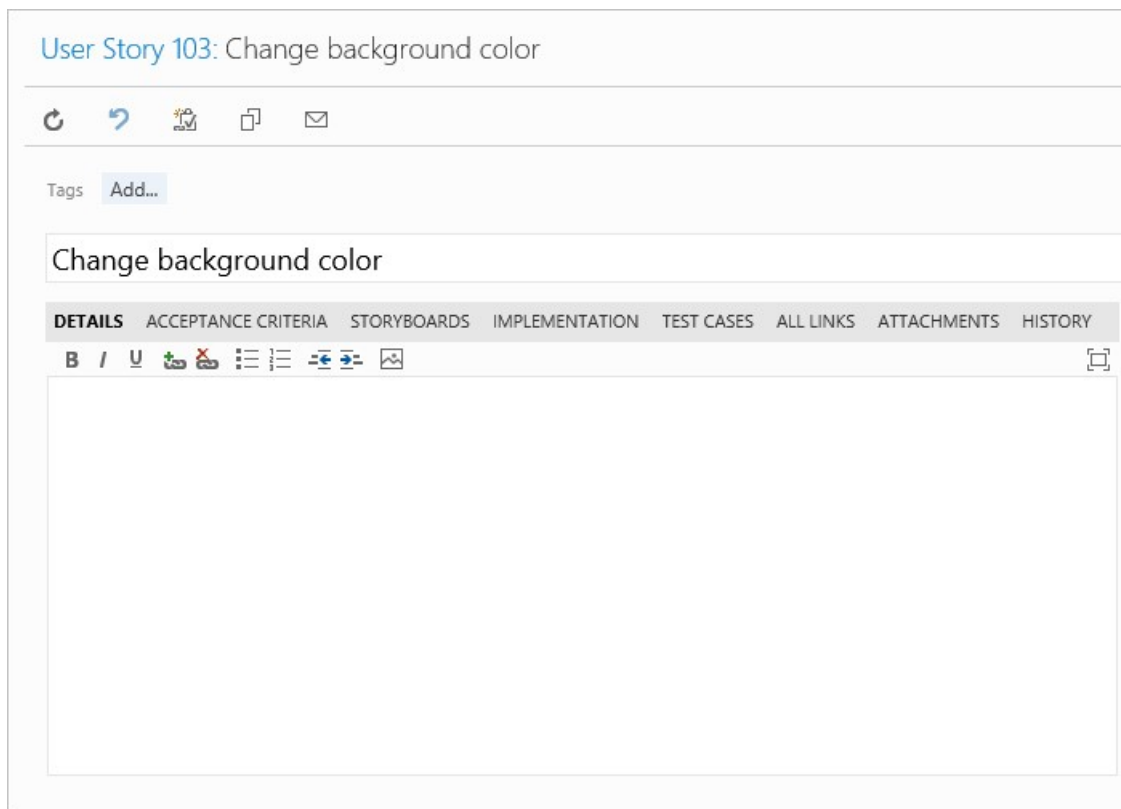 User Story 103: Change background color
Tags Add...
Change background color
DETAILS ACCEPTANCE CRITERIA STORYBOARDS IMPLEMENTATION TEST CASES ALL LINKS ATTACHMENTS HISTORY
B I U